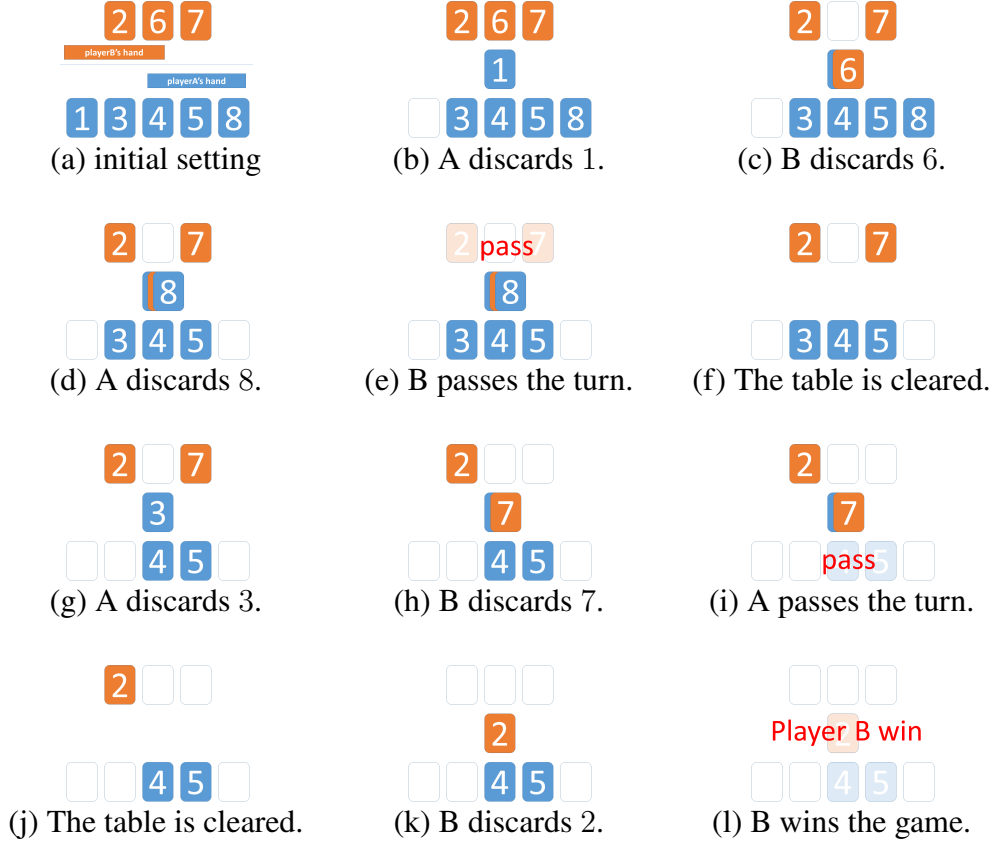 2 6 7
playerB's hand
playerA's hand
1 3 4 5 8
(a) initial setting
2 6 7
1
3 4 5 8
(b) A discards 1.
2 7
6
3 4 5 8
(c) B discards 6.
2 7
8
3 4 5
(d) A discards 8.
2 pass 7
8
3 4 5
(e) B passes the turn.
2 7
3 4 5
(f) The table is cleared.
2 7
3
4 5
(g) A discards 3.
2
7
4 5
(h) B discards 7.
2
7
4 pass 5
(i) A passes the turn.
2
4 5
(j) The table is cleared.
2
4 5
(k) B discards 2.
Player B win
2
4 5
(l) B wins the game.